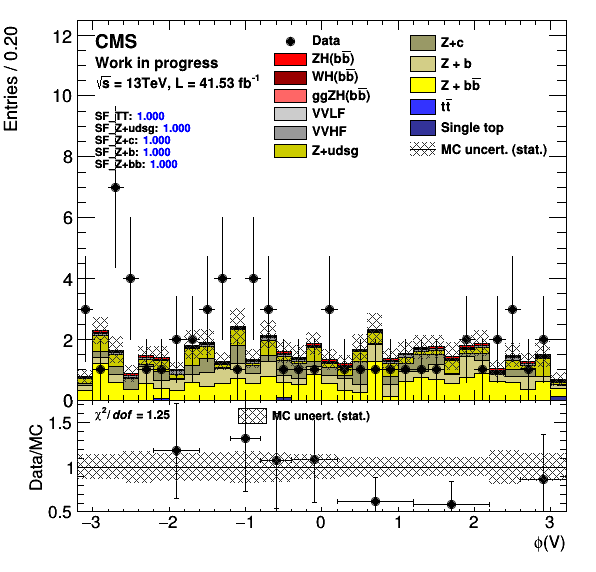 CMS
Work in progress
√s = 13TeV, L = 41.53 fb⁻¹
SF_TT: 1.000
SF_Z+udsg: 1.000
SF_Z+c: 1.000
SF_Z+b: 1.000
SF_Z+bb: 1.000
Data
ZH(bb̅)
WH(bb̅)
ggZH(bb̅)
VVLF
VVHF
Z+udsg
Z+c
Z + b
Z + bb̅
tt̅
Single top
MC uncert. (stat.)
Entries / 0.20
12
10
8
6
4
2
0
χ²/ dof = 1.25
MC uncert. (stat.)
Data/MC
1.5
1
0.5
−3 −2 −1 0 1 2 3
ϕ(V)